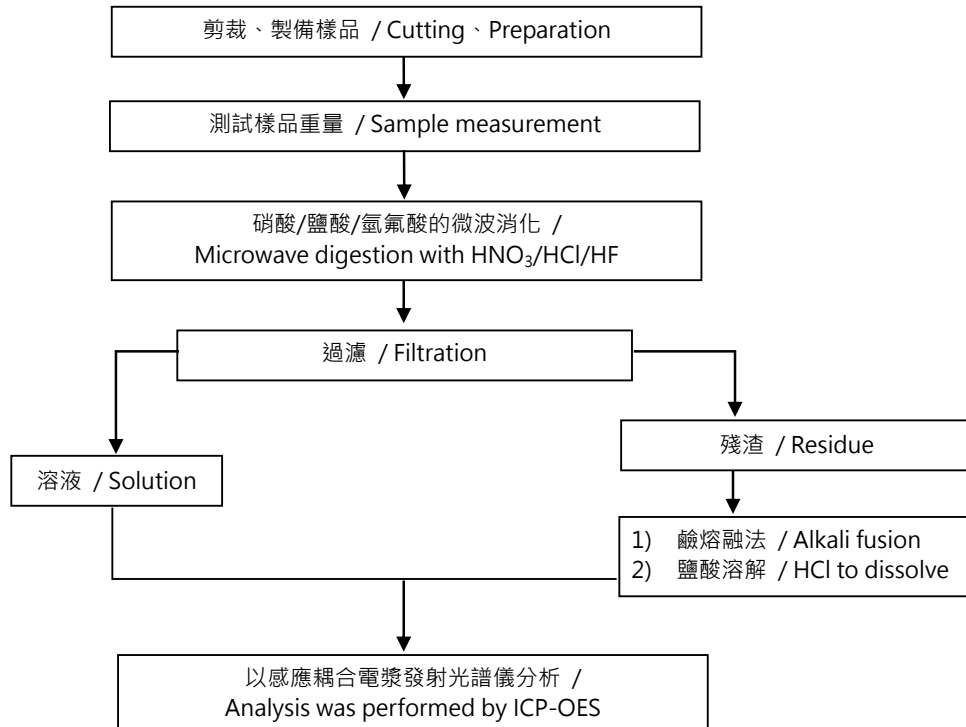 剪裁、製備樣品 / Cutting、Preparation
測試樣品重量 / Sample measurement
硝酸/鹽酸/氫氟酸的微波消化 /
Microwave digestion with HNO₃/HCl/HF
過濾 / Filtration
溶液 / Solution
殘渣 / Residue
1) 鹼熔融法 / Alkali fusion
2) 鹽酸溶解 / HCl to dissolve
以感應耦合電漿發射光譜儀分析 /
Analysis was performed by ICP-OES